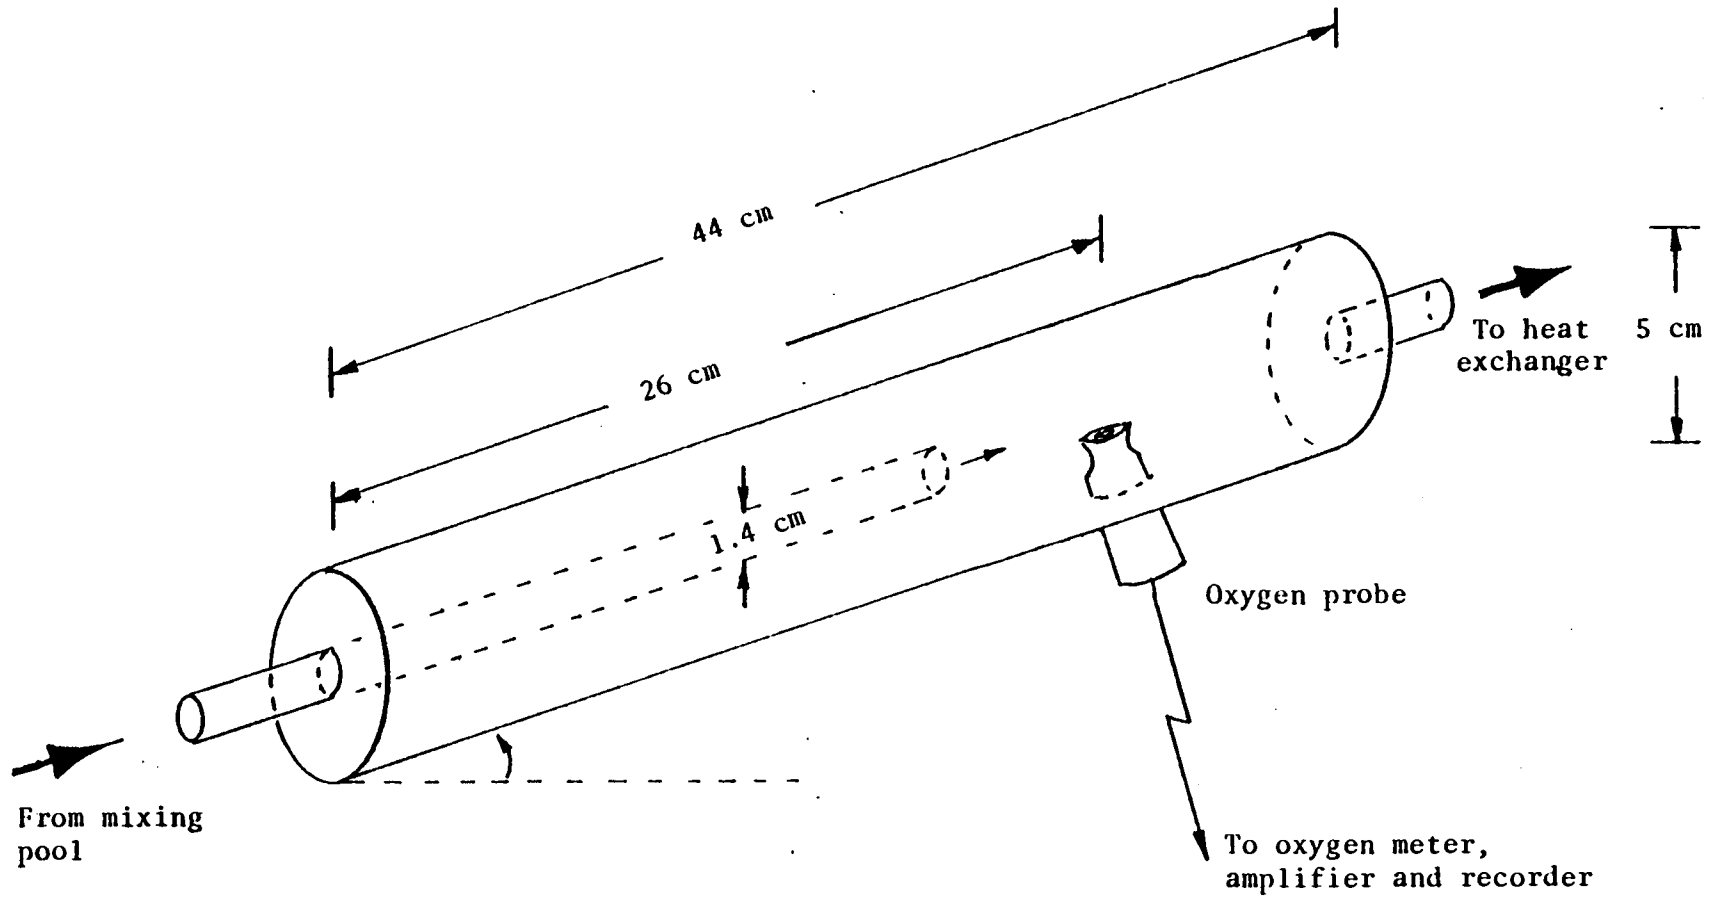 44 cm
26 cm
To heat
exchanger
5 cm
1.4 cm
Oxygen probe
From mixing
pool
To oxygen meter,
amplifier and recorder